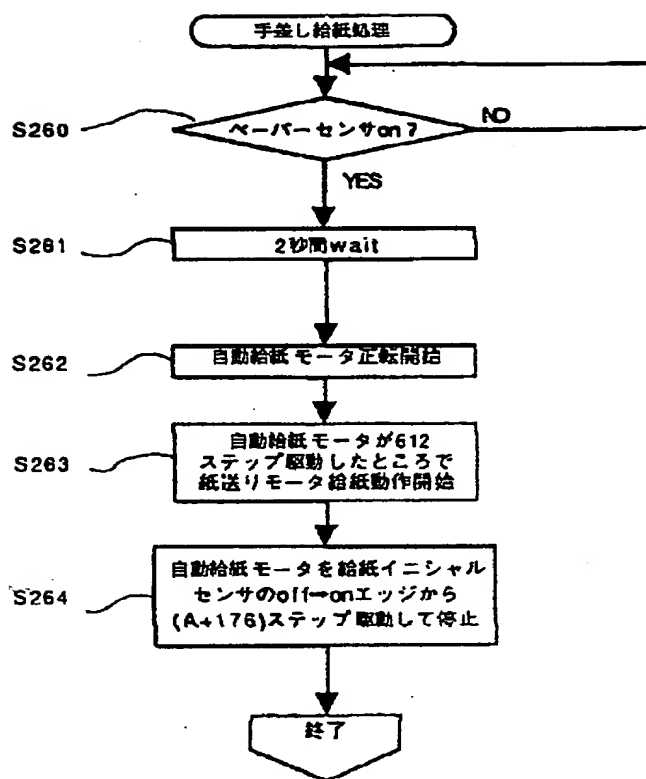 手差し給紙処理
S260
ペーパーセンサon?
NO
YES
S261
2秒間wait
S262
自動給紙モータ正転開始
S263
自動給紙モータが612
ステップ駆動したところで
紙送りモータ給紙動作開始
S264
自動給紙モータを給紙イニシャル
センサのoff→onエッジから
(A+176)ステップ駆動して停止
終了